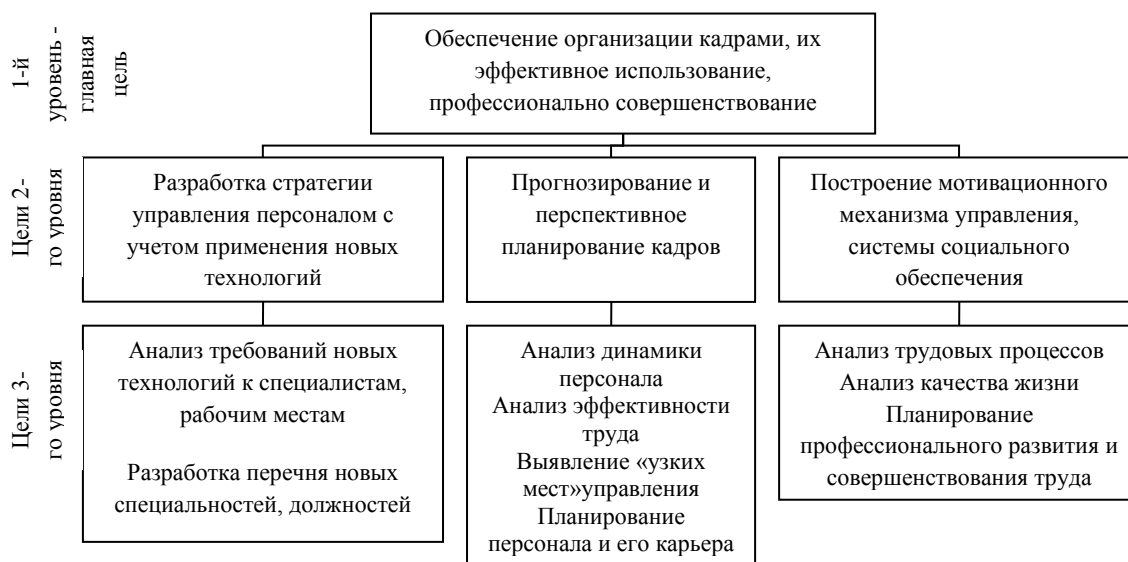 1-й
уровень -
главная
цель
Обеспечение организации кадрами, их
эффективное использование,
профессионально совершенствование
Цели 2-
го уровня
Разработка стратегии
управления персоналом с
учетом применения новых
технологий
Прогнозирование и
перспективное
планирование кадров
Построение мотивационного
механизма управления,
системы социального
обеспечения
Цели 3-
го уровня
Анализ требований новых
технологий к специалистам,
рабочим местам
Разработка перечня новых
специальностей, должностей
Анализ динамики
персонала
Анализ эффективности
труда
Выявление «узких
мест»управления
Планирование
персонала и его карьера
Анализ трудовых процессов
Анализ качества жизни
Планирование
профессионального развития и
совершенствования труда